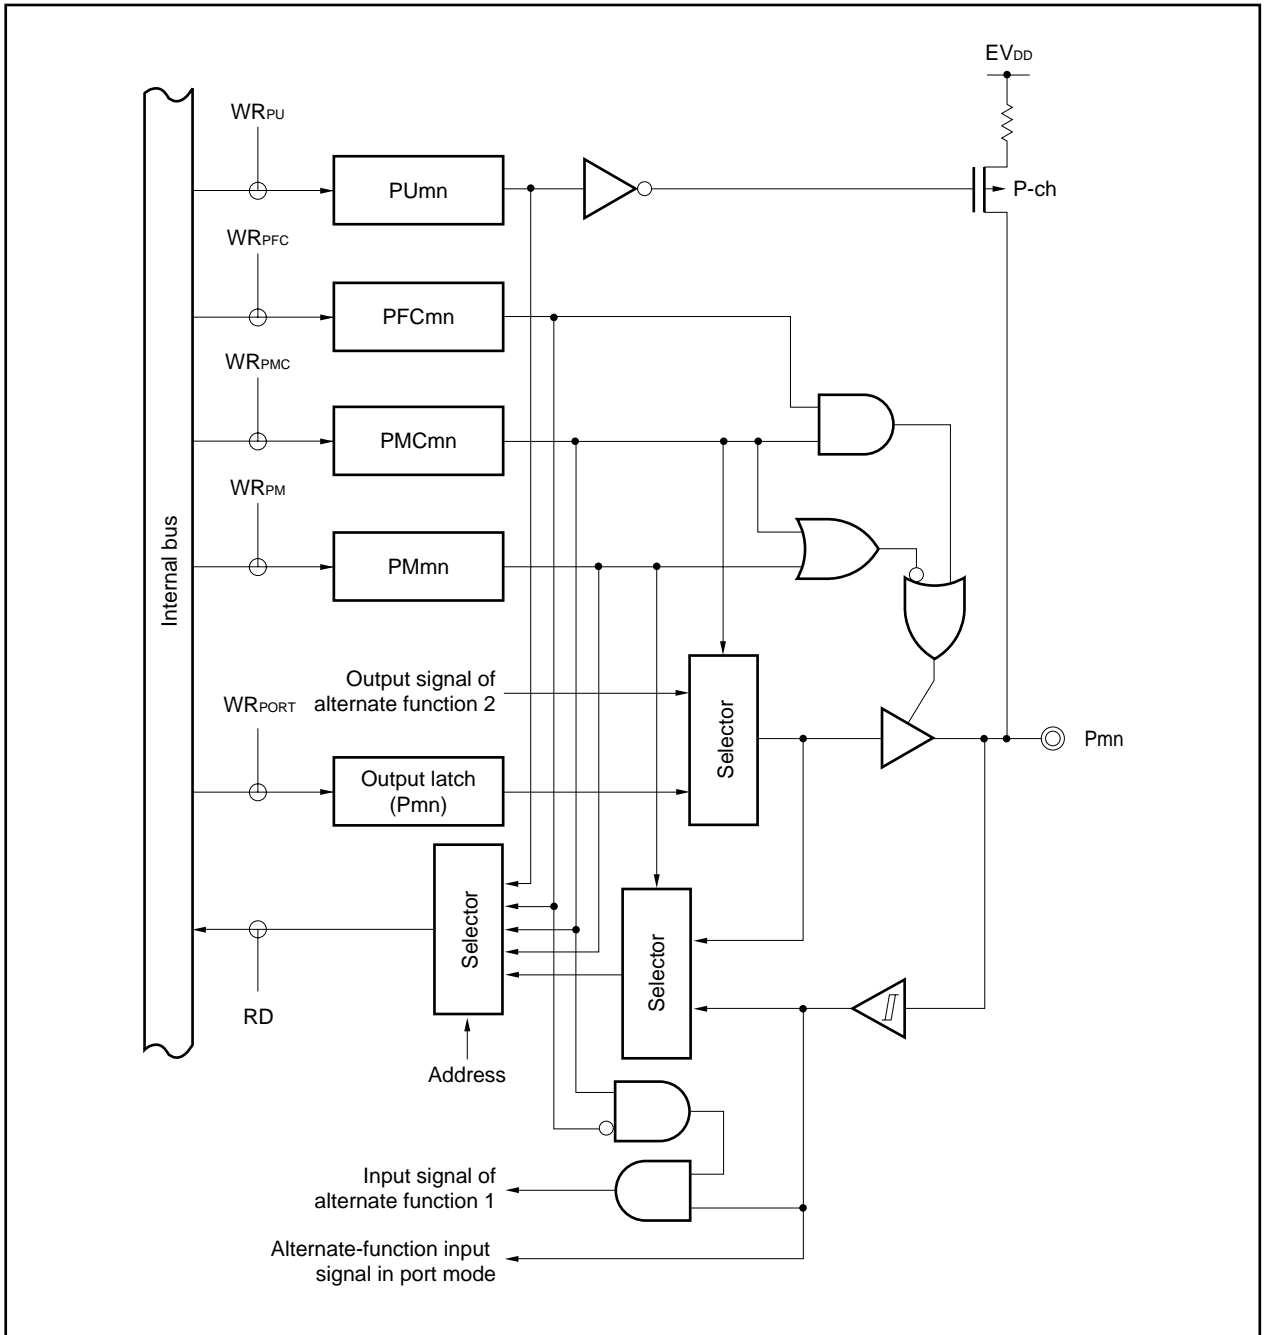 EVDD
WRPU
PUmn
P-ch
WRPFC
PFCmn
WRPMC
PMCmn
WRPM
PMmn
Internal bus
Output signal of
alternate function 2
WRPORT
Selector
Pmn
Output latch
(Pmn)
Selector
Selector
RD
Address
Input signal of
alternate function 1
Alternate-function input
signal in port mode